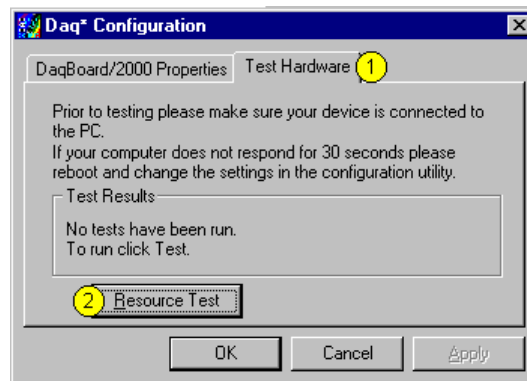 Daq* Configuration
DaqBoard/2000 Properties
Test Hardware
1
Prior to testing please make sure your device is connected to
the PC.
If your computer does not respond for 30 seconds please
reboot and change the settings in the configuration utility.
Test Results
No tests have been run.
To run click Test.
2
Resource Test
OK
Cancel
Apply